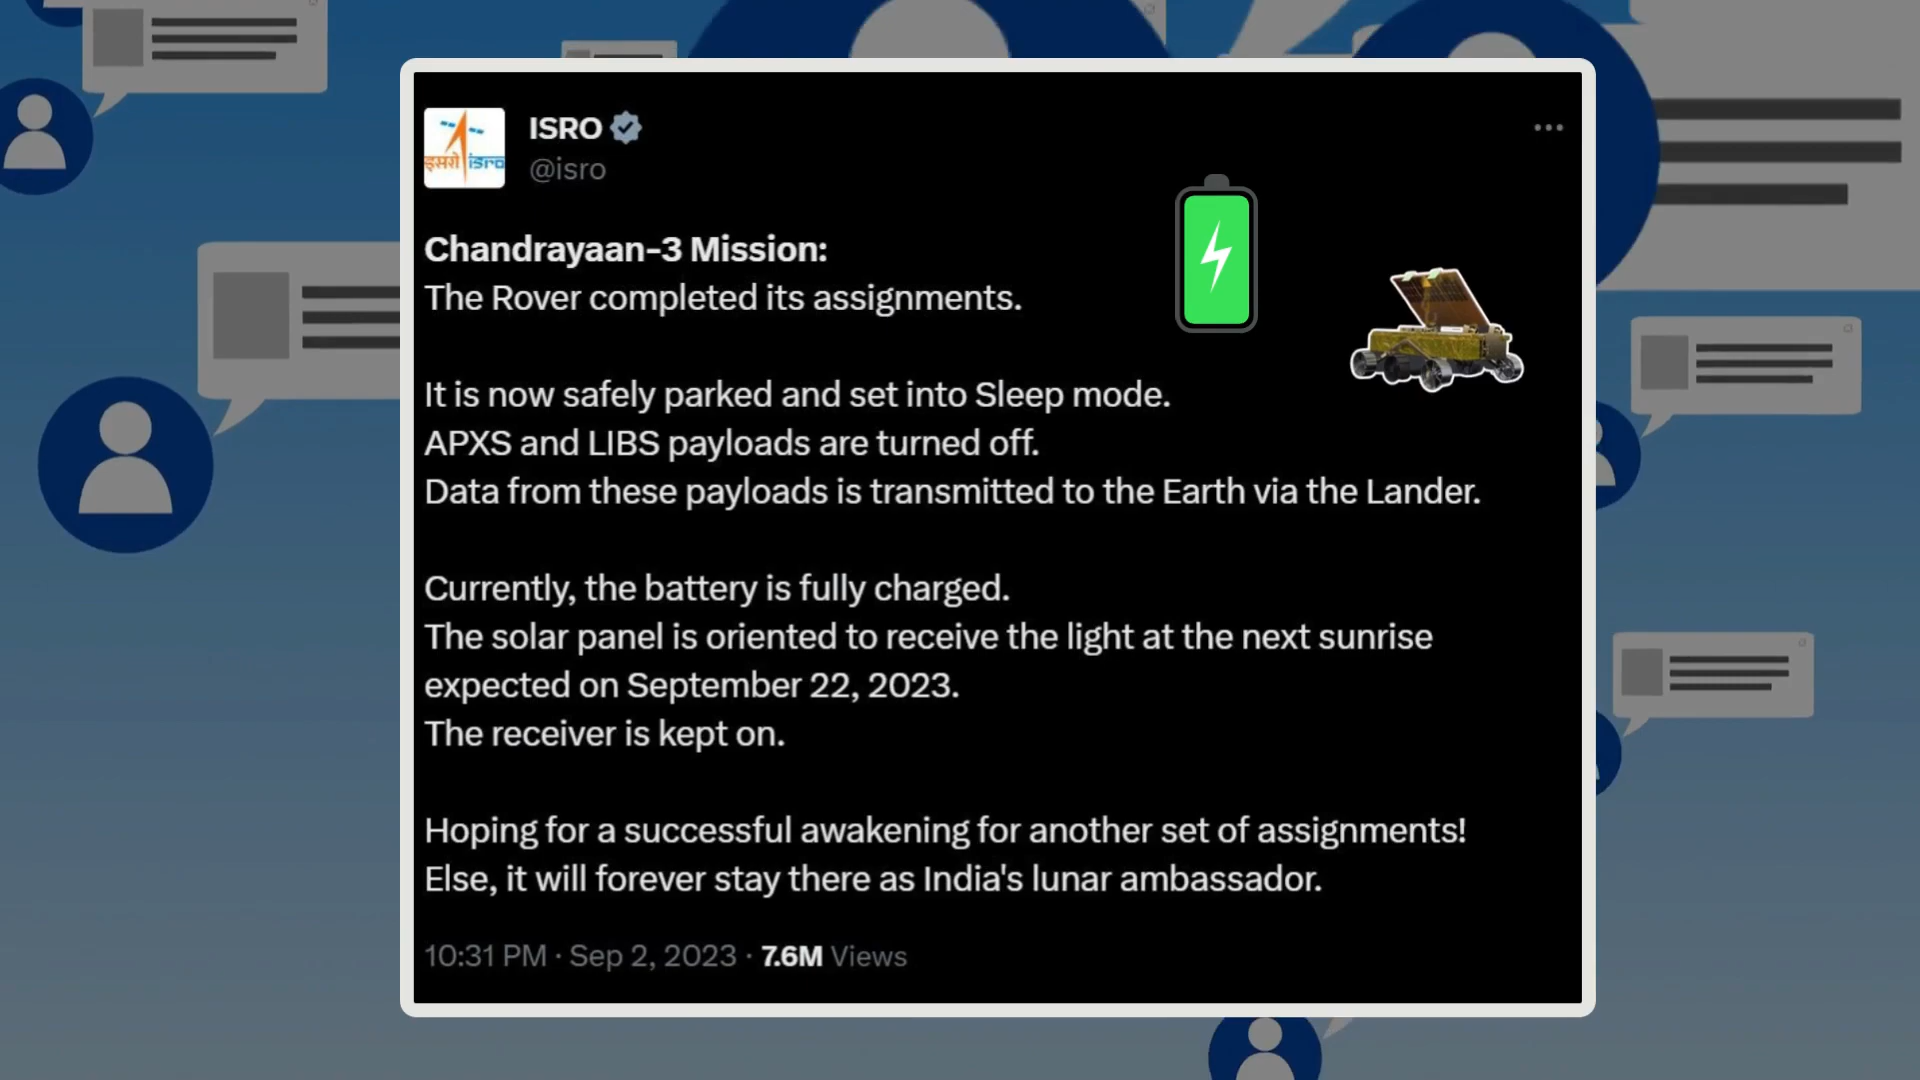 इसरो isro
ISRO
@isro
Chandrayaan-3 Mission:
The Rover completed its assignments.
It is now safely parked and set into Sleep mode.
APXS and LIBS payloads are turned off.
Data from these payloads is transmitted to the Earth via the Lander.
Currently, the battery is fully charged.
The solar panel is oriented to receive the light at the next sunrise
expected on September 22, 2023.
The receiver is kept on.
Hoping for a successful awakening for another set of assignments!
Else, it will forever stay there as India's lunar ambassador.
10:31 PM · Sep 2, 2023 · 7.6M Views